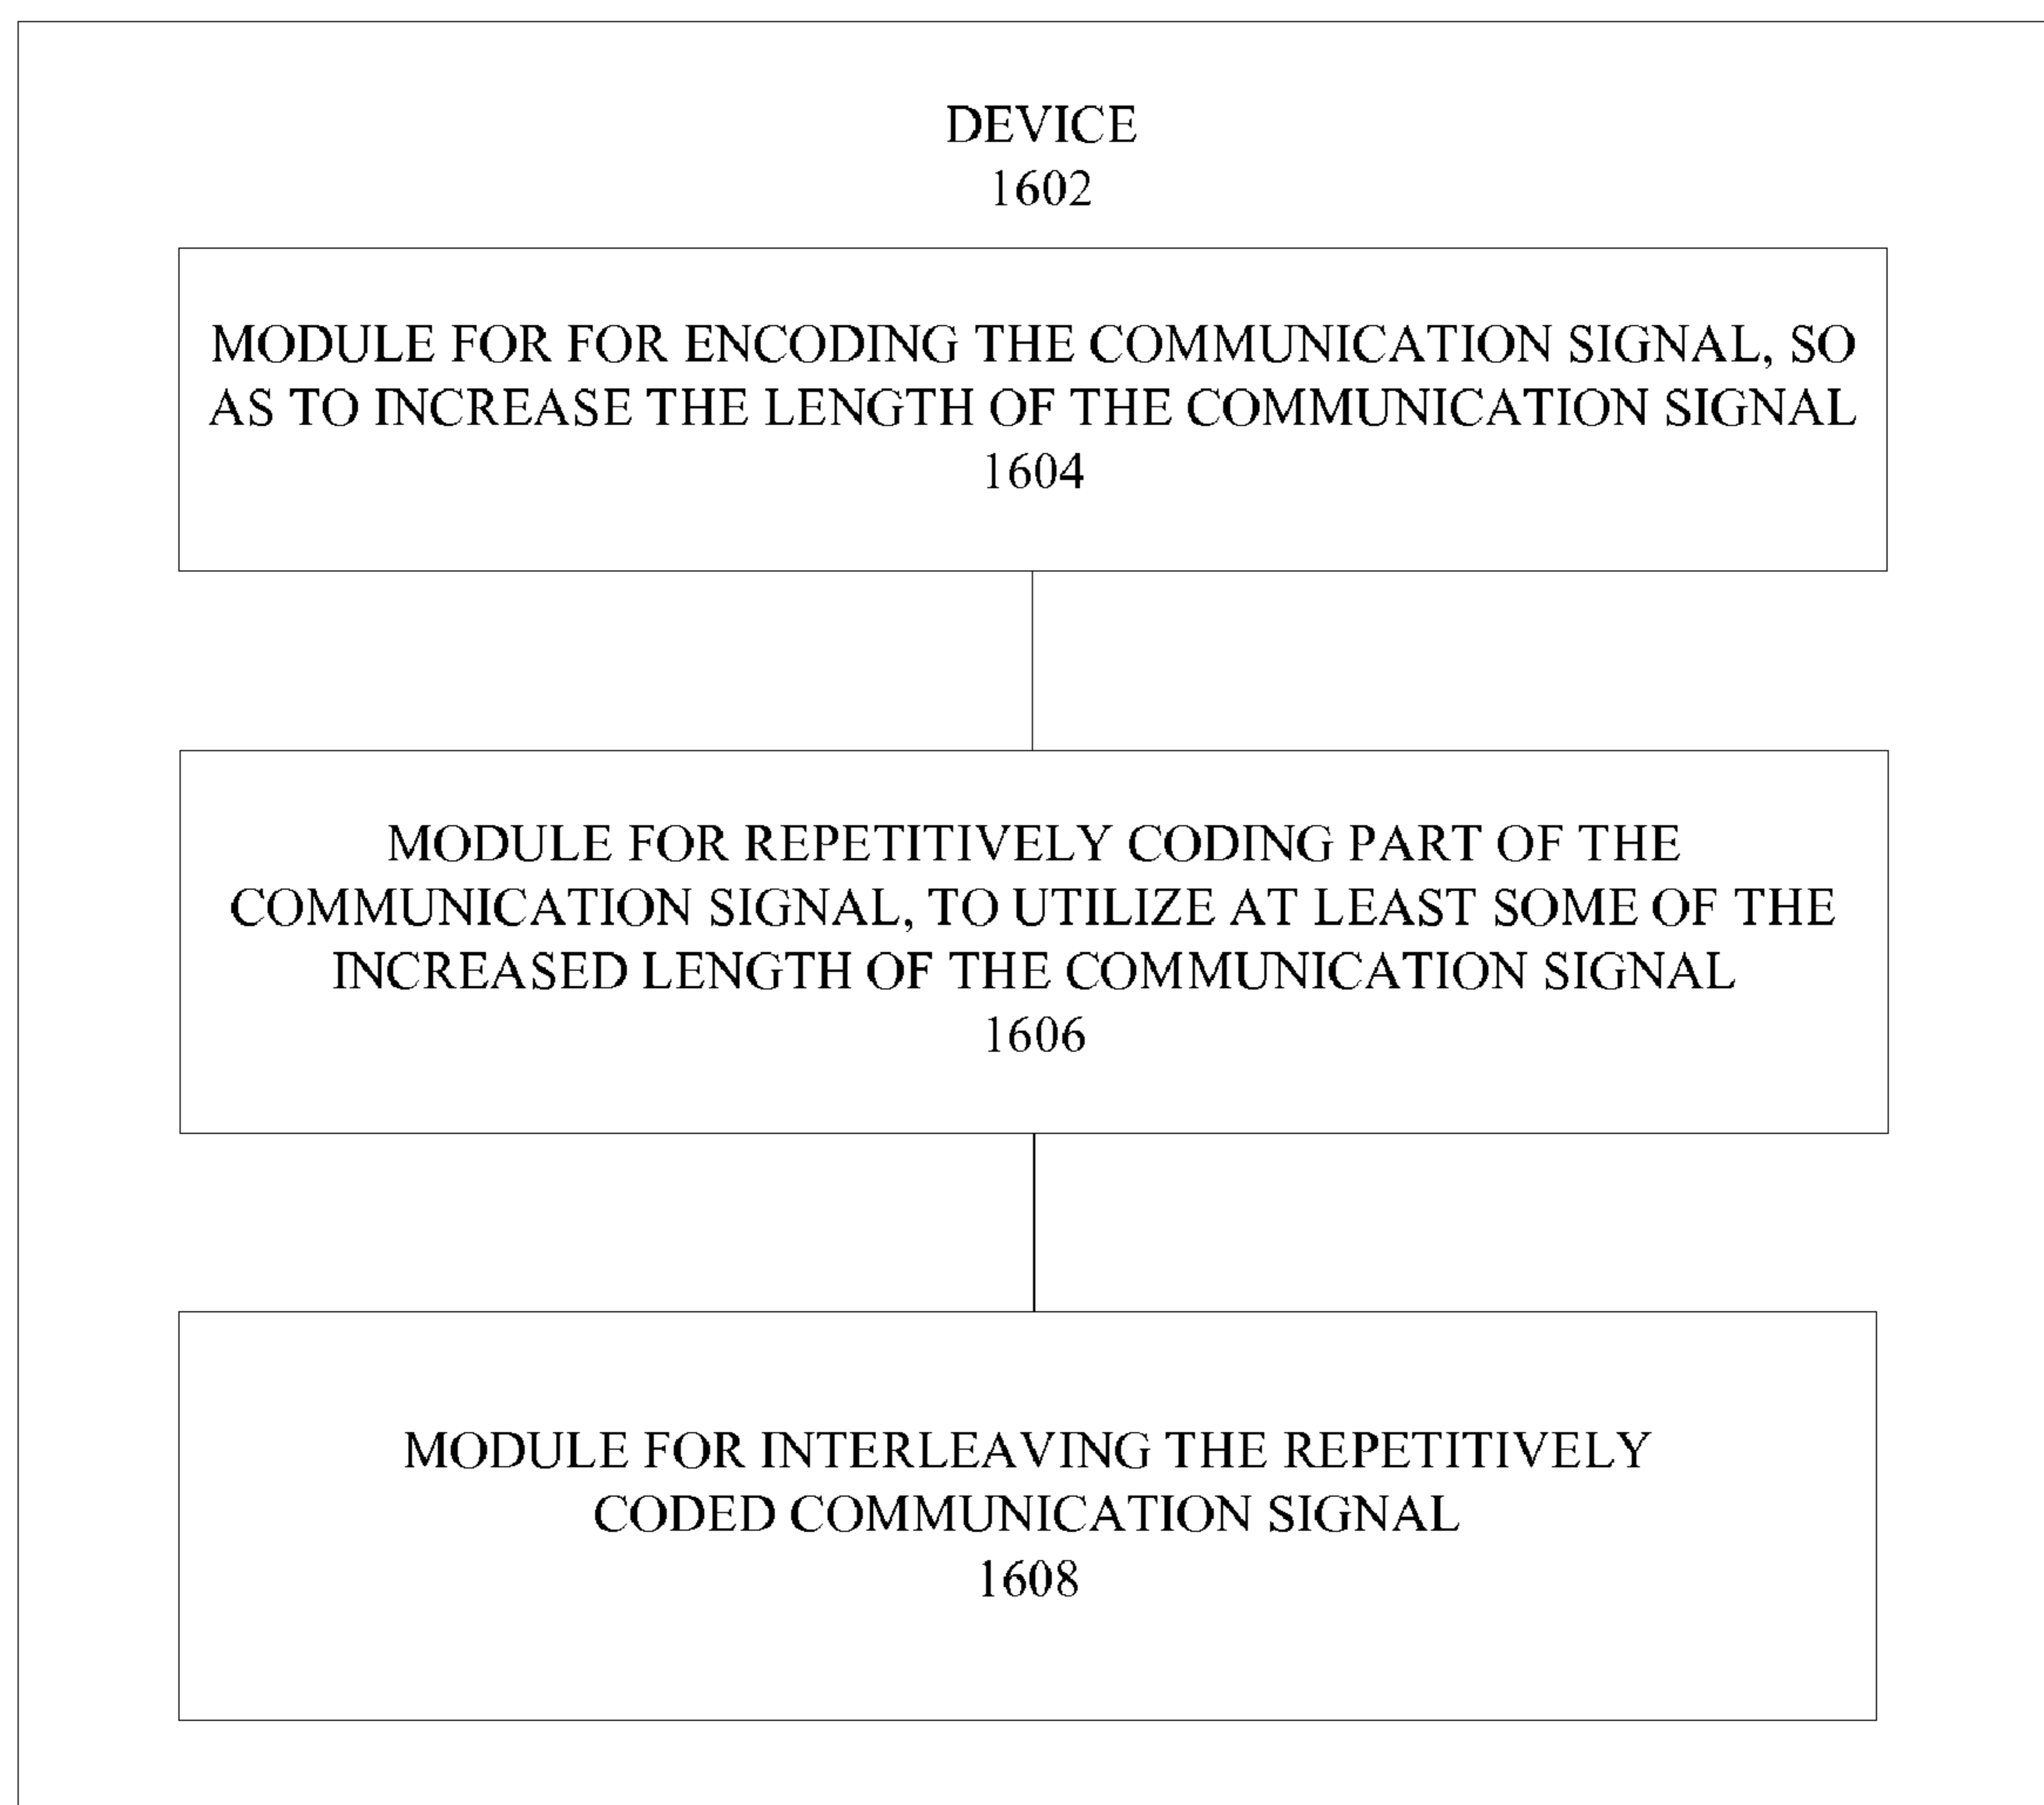 DEVICE
1602
MODULE FOR FOR ENCODING THE COMMUNICATION SIGNAL, SO
AS TO INCREASE THE LENGTH OF THE COMMUNICATION SIGNAL
1604
MODULE FOR REPETITIVELY CODING PART OF THE
COMMUNICATION SIGNAL, TO UTILIZE AT LEAST SOME OF THE
INCREASED LENGTH OF THE COMMUNICATION SIGNAL
1606
MODULE FOR INTERLEAVING THE REPETITIVELY
CODED COMMUNICATION SIGNAL
1608